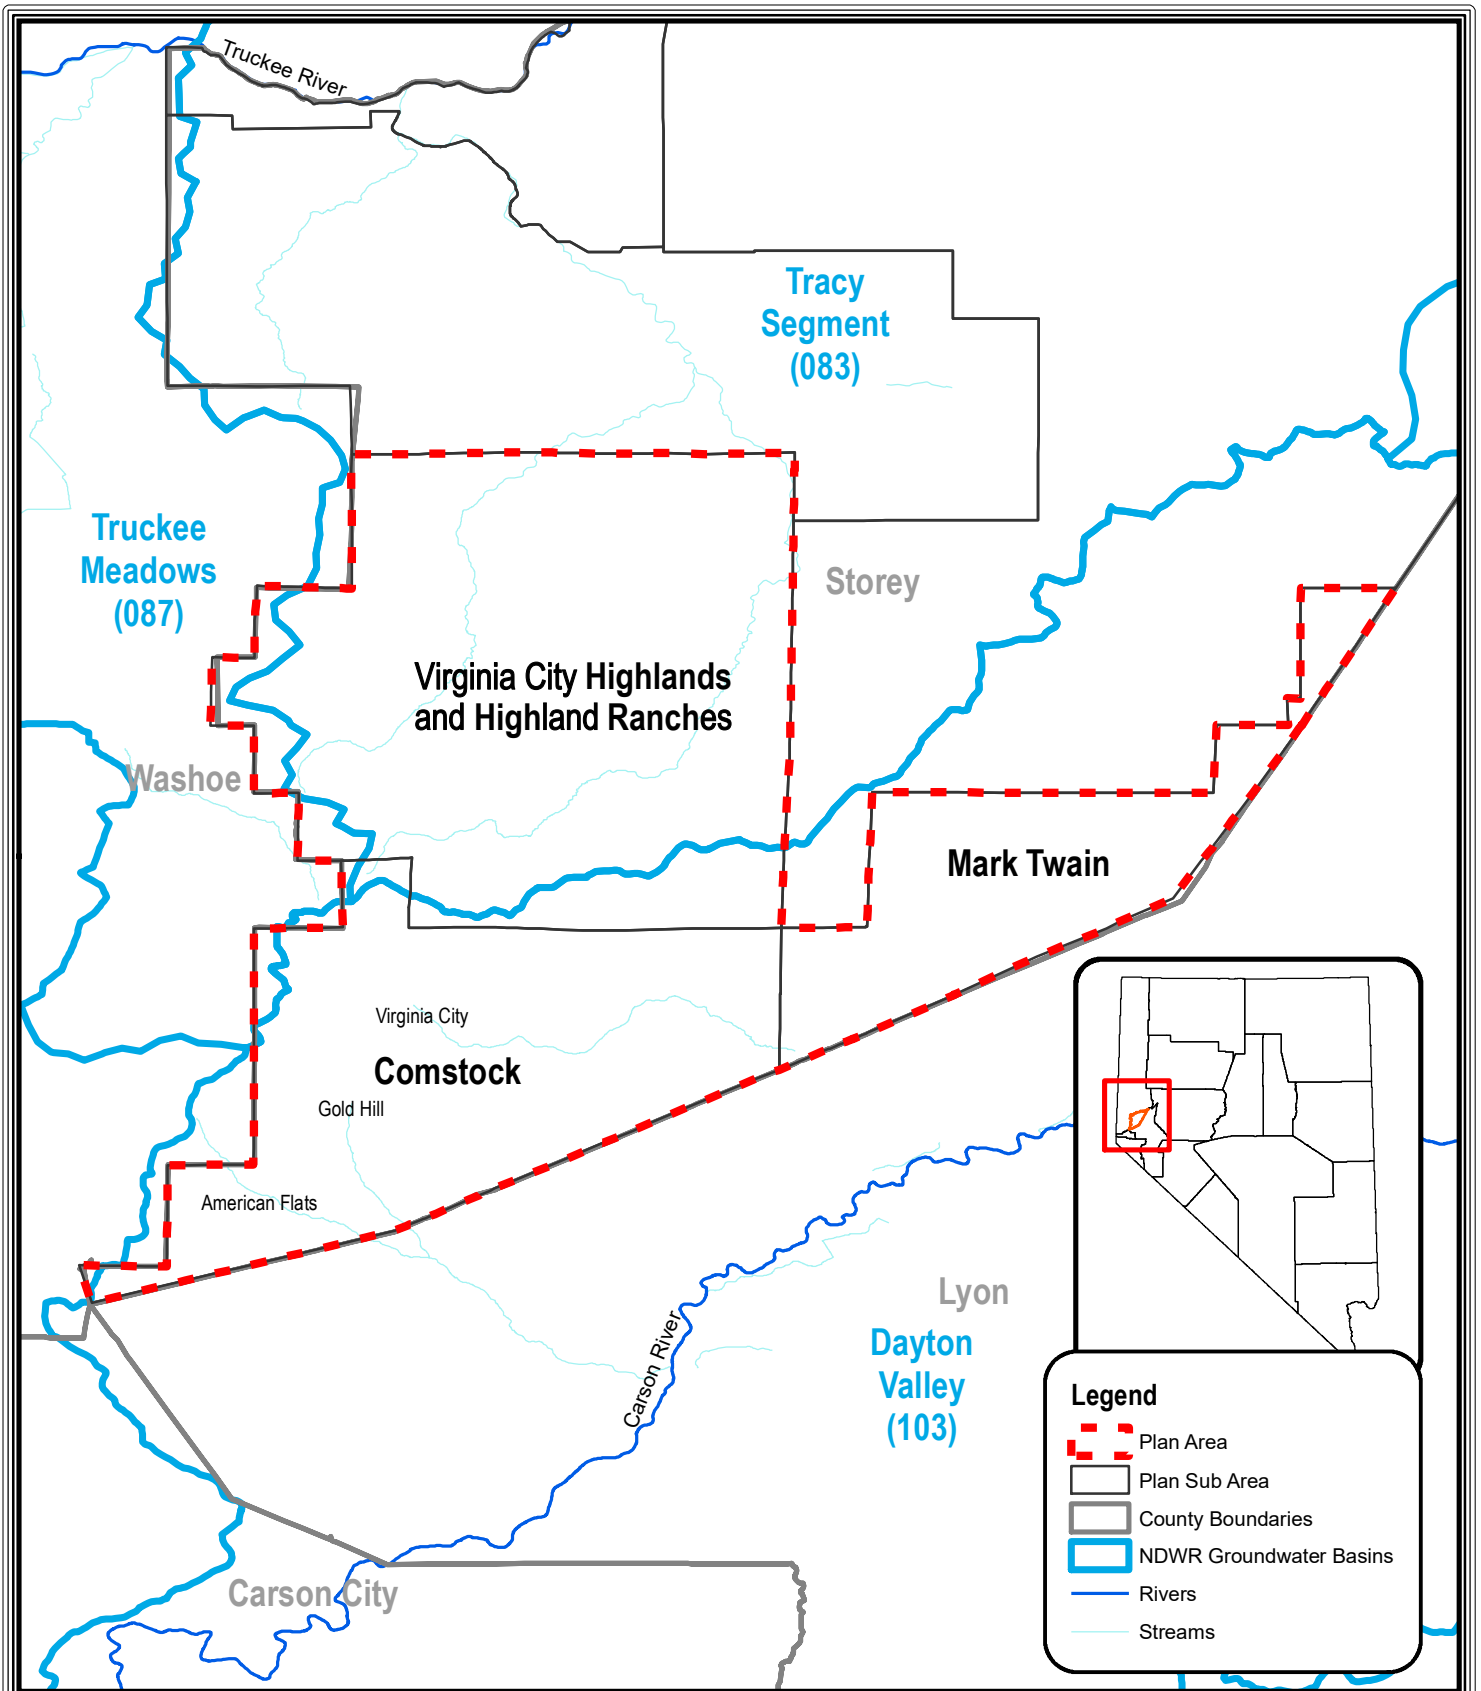 Truckee River
Tracy
Segment
(083)
Truckee
Meadows
(087)
Storey
Virginia City Highlands
and Highland Ranches
Washoe
Mark Twain
Virginia City
Comstock
Gold Hill
American Flats
Carson River
Lyon
Dayton
Valley
(103)
Carson City
Legend
Plan Area
Plan Sub Area
County Boundaries
NDWR Groundwater Basins
Rivers
Streams